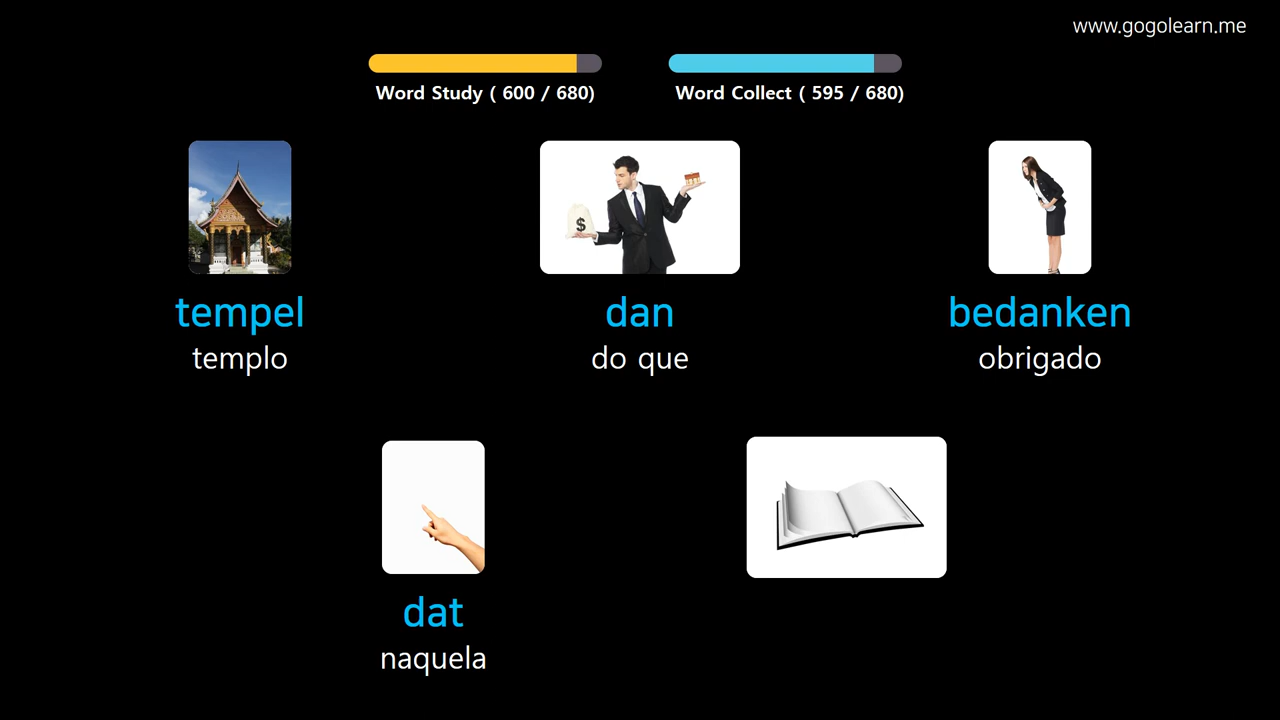 www.gogolearn.me
Word Study ( 600 / 680)
Word Collect ( 595 / 680)
$
tempel
templo
dan
do que
bedanken
obrigado
dat
naquela